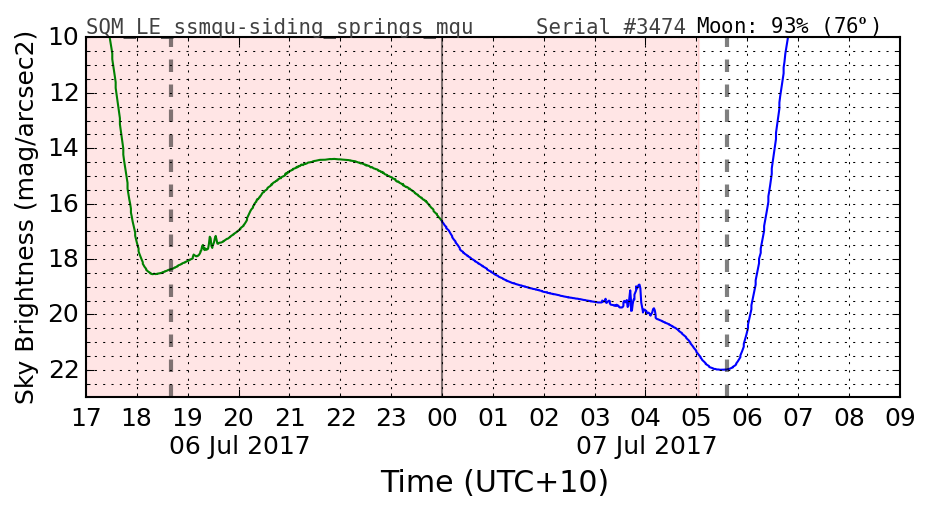 SQM_LE_ssmqu-siding_springs_mqu Serial #3474 Moon: 93% (76°)
Sky Brightness (mag/arcsec2)
10
12
14
16
18
20
22
17 18 19 20 21 22 23 00 01 02 03 04 05 06 07 08 09
06 Jul 2017 07 Jul 2017
Time (UTC+10)